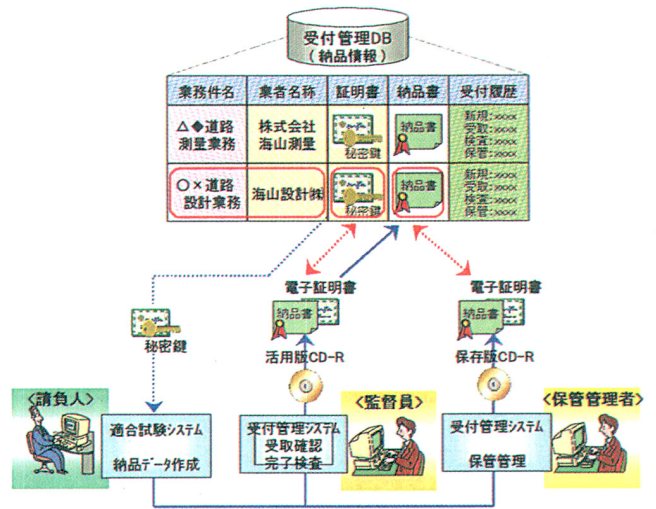 受付管理DB
(納品情報)
業務件名 業者名称 証明書 納品書 受付履歴
△◆道路
測量業務
株式会社
海山測量
秘密鍵
納品書
新規:xxxx
受取:xxxx
検査:xxxx
保管:xxxx
○×道路
設計業務
海山設計㈱
秘密鍵
納品書
新規:xxxx
受取:xxxx
検査:xxxx
保管:xxxx
電子証明書
納品書
電子証明書
納品書
秘密鍵
活用版CD-R
保存版CD-R
<請負人>
<監督員>
<保管管理者>
適合試験システム
納品データ作成
受付管理システム
受取確認
完了検査
受付管理システム
保管管理